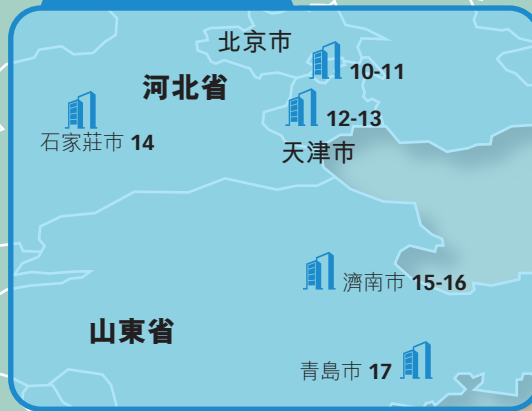 北京市
10-11
河北省
12-13
石家莊市 14
天津市
濟南市 15-16
山東省
青島市 17